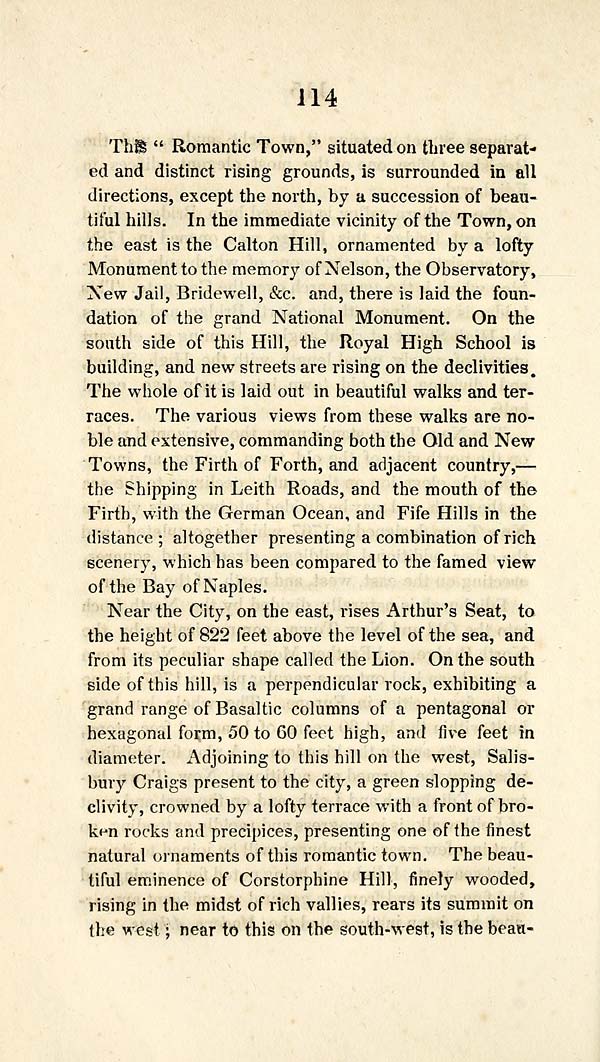 114
This “ Romantic Town,” situated on three separat-
ed and distinct rising grounds, is surrounded in all
directions, except the north, by a succession of beau-
tiful hills. In the immediate vicinity of the Town, on
the east is the Calton Hill, ornamented by a lofty
Monument to the memory of Nelson, the Observatory,
New Jail, Bridewell, &c. and, there is laid the foun-
dation of the grand National Monument. On the
south side of this Hill, the Royal High School is
building, and new streets are rising on the declivities.
The whole of it is laid out in beautiful walks and ter-
races. The various views from these walks are no-
ble and extensive, commanding both the Old and New
Towns, the Firth of Forth, and adjacent country,—
the Shipping in Leith Roads, and the mouth of the
Firth, with the German Ocean, and Fife Hills in the
distance ; altogether presenting a combination of rich
scenery, which has been compared to the famed view
of the Bay of Naples.
Near the City, on the east, rises Arthur’s Seat, to
the height of 822 feet above the level of the sea, and
from its peculiar shape called the Lion. On the south
side of this hill, is a perpendicular rock, exhibiting a
grand range of Basaltic columns of a pentagonal or
hexagonal form, 50 to 60 feet high, and five feet in
diameter. Adjoining to this hill on the west, Salis-
bury Craigs present to the city, a green slopping de-
clivity, crowned by a lofty terrace with a front of bro-
ken rocks and precipices, presenting one of the finest
natural ornaments of this romantic town. The beau-
tiful eminence of Corstorphine Hill, finely wooded,
rising in the midst of rich vallies, rears its summit on
the west ; near to this on the south-west, is the beau-